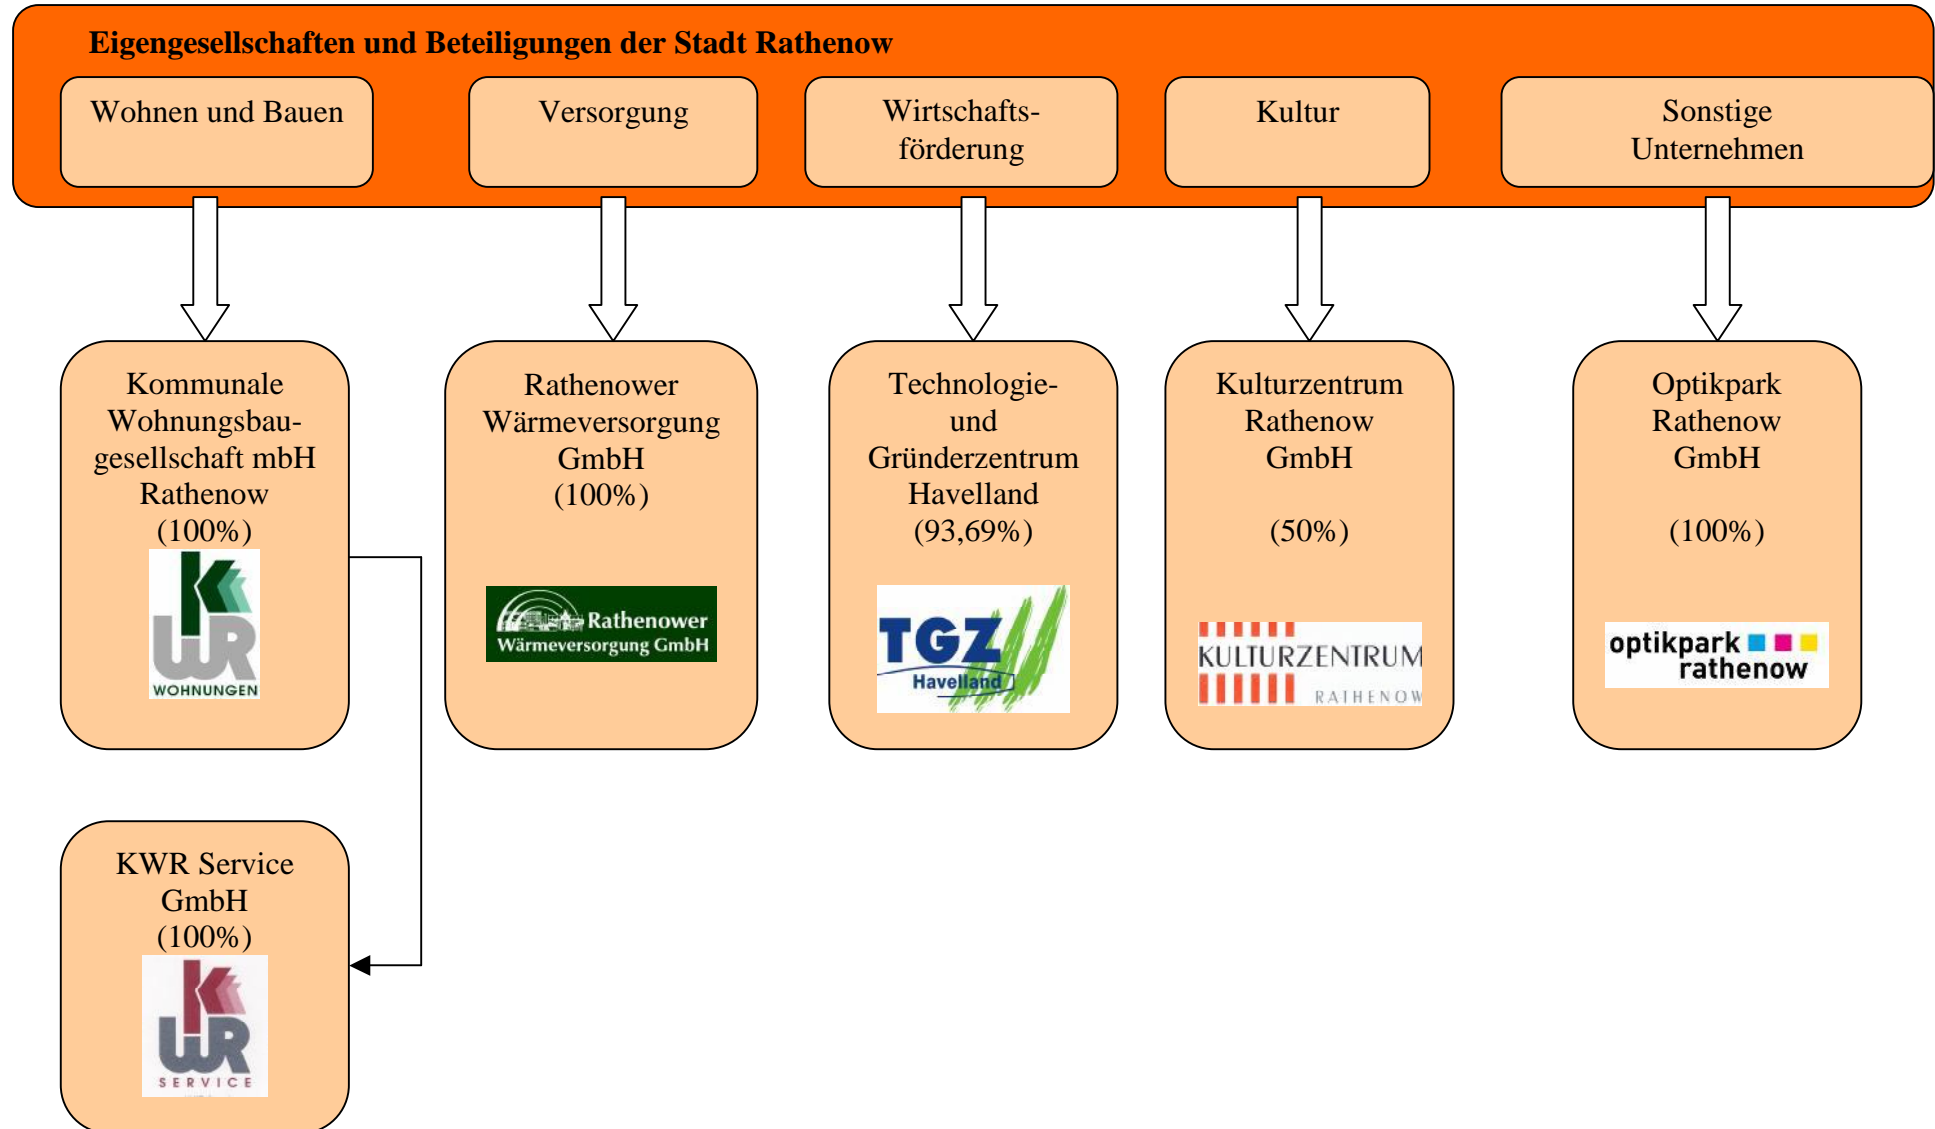 Eigengesellschaften und Beteiligungen der Stadt Rathenow
Wohnen und Bauen
Versorgung
Wirtschafts-
förderung
Kultur
Sonstige
Unternehmen
Kommunale
Wohnungsbau-
gesellschaft mbH
Rathenow
(100%)
KWR
WOHNUNGEN
Rathenower
Wärmeversorgung
GmbH
(100%)
Rathenower
Wärmeversorgung GmbH
Technologie-
und
Gründerzentrum
Havelland
(93,69%)
TGZ
Havelland
Kulturzentrum
Rathenow
GmbH
(50%)
KULTURZENTRUM
RATHENOW
Optikpark
Rathenow
GmbH
(100%)
optikpark
rathenow
KWR Service
GmbH
(100%)
KWR
SERVICE